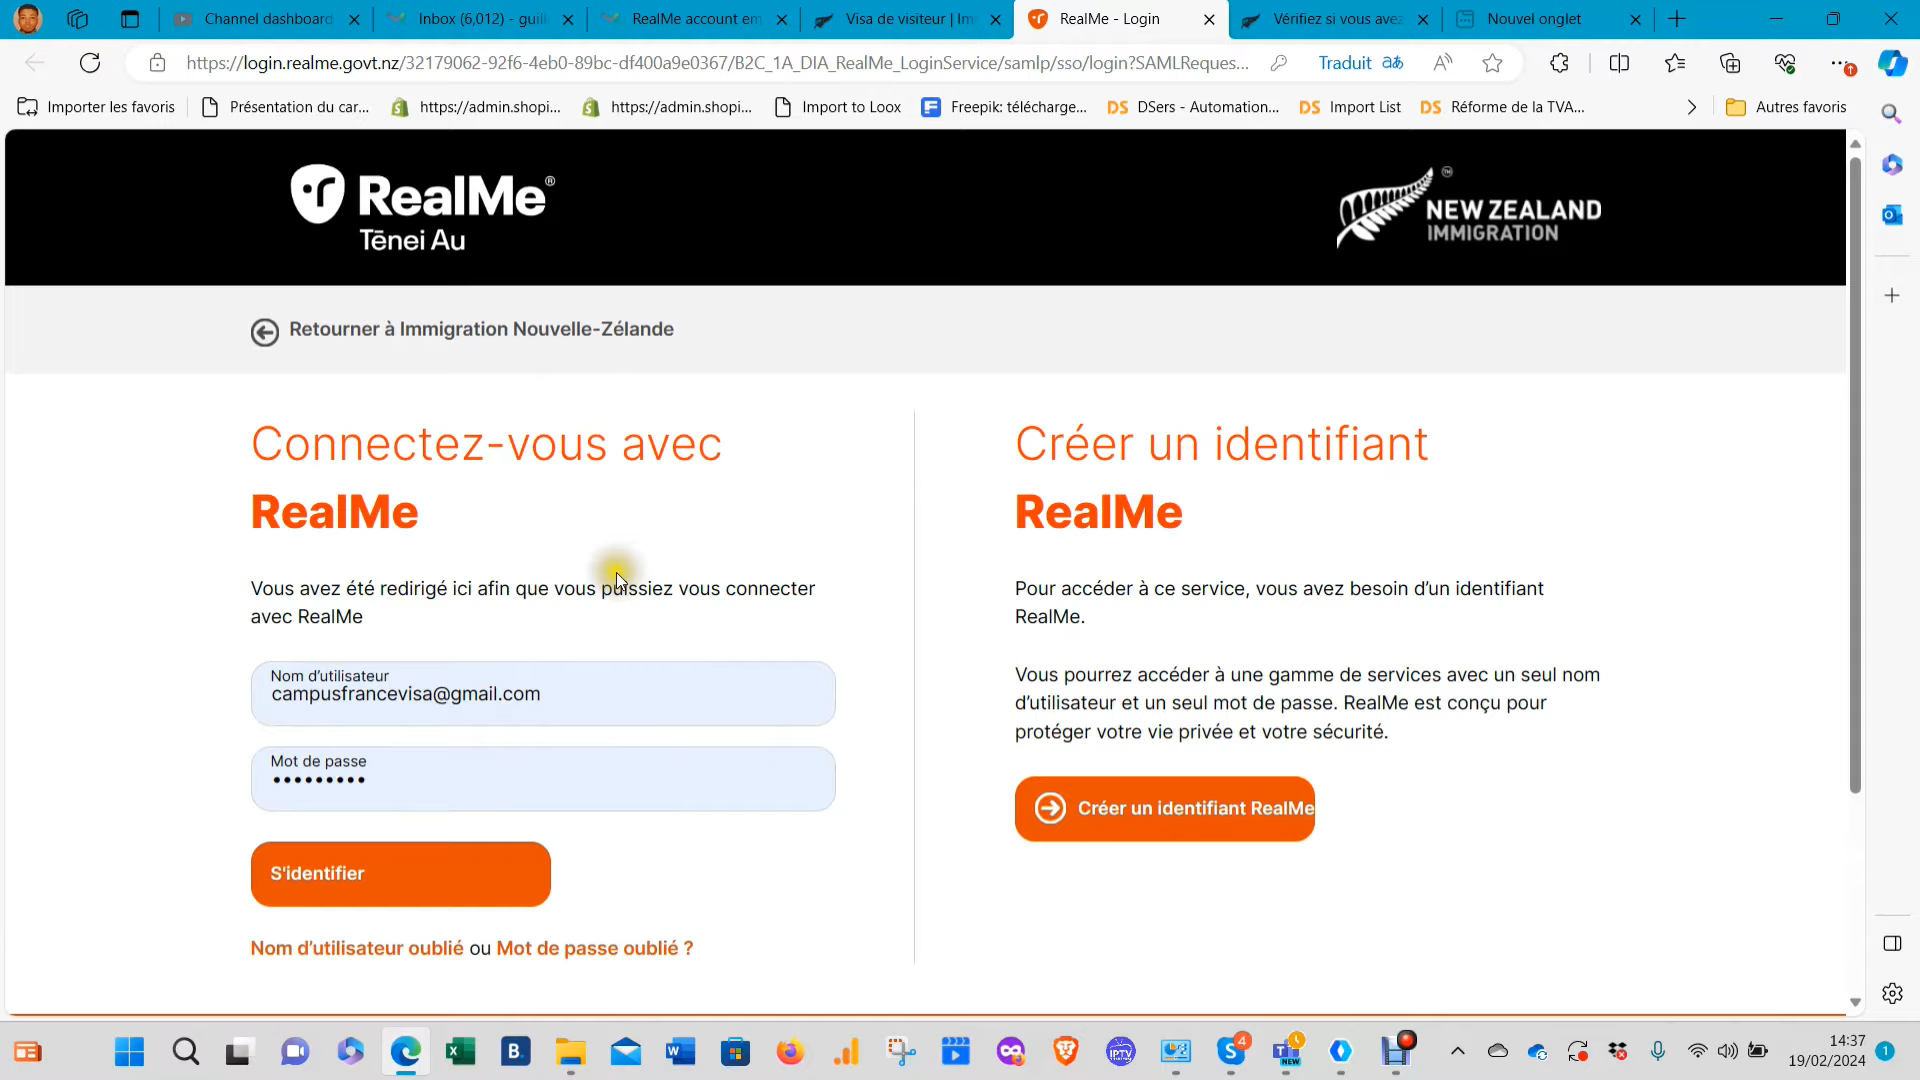 Channel dashboard
Inbox (6,012) - guil
RealMe account em
Visa de visiteur | Im
RealMe - Login
Vérifiez si vous avez
Nouvel onglet
https://login.realme.govt.nz/32179062-92f6-4eb0-89bc-df400a9e0367/B2C_1A_DIA_RealMe_LoginService/samlp/sso/login?SAMLReques...
Traduit
Importer les favoris
Présentation du car...
https://admin.shopi...
https://admin.shopi...
Import to Loox
Freepik: télécharge...
DS DSers - Automation...
DS Import List
DS Réforme de la TVA...
Autres favoris
RealMe®
Tēnei Au
NEW ZEALAND
IMMIGRATION
TM
Retourner à Immigration Nouvelle-Zélande
Connectez-vous avec
RealMe
Vous avez été redirigé ici afin que vous puissiez vous connecter
avec RealMe
Nom d'utilisateur
campusfrancevisa@gmail.com
Mot de passe
•••••••••
S'identifier
Nom d'utilisateur oublié ou Mot de passe oublié ?
Créer un identifiant
RealMe
Pour accéder à ce service, vous avez besoin d'un identifiant
RealMe.
Vous pourrez accéder à une gamme de services avec un seul nom
d'utilisateur et un seul mot de passe. RealMe est conçu pour
protéger votre vie privée et votre sécurité.
Créer un identifiant RealMe
B.
IPTV
4
NEW
14:37
19/02/2024
1